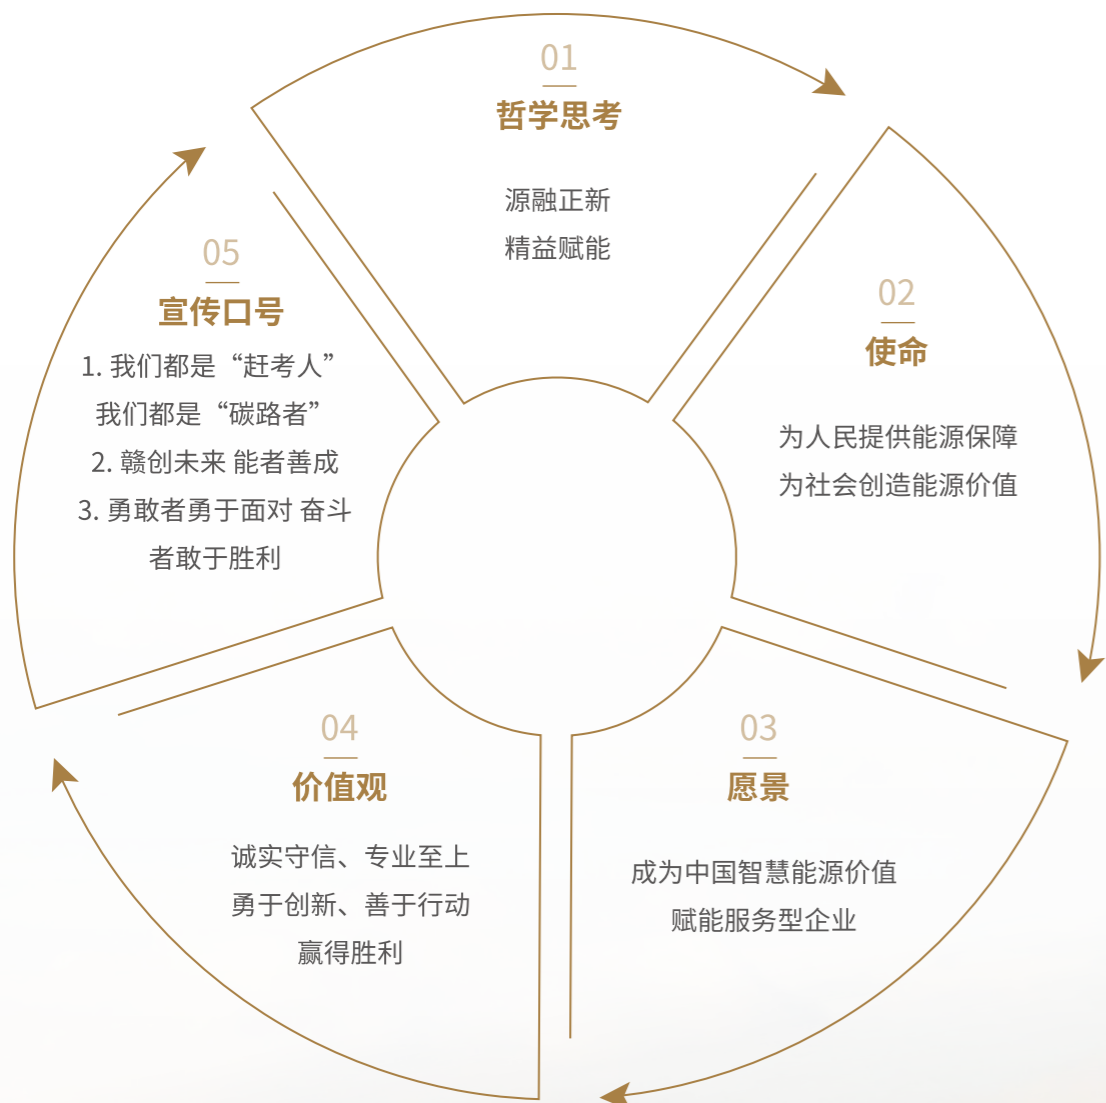 01
哲学思考
源融正新
精益赋能
02
使命
为人民提供能源保障
为社会创造能源价值
03
愿景
成为中国智慧能源价值
赋能服务型企业
04
价值观
诚实守信、专业至上
勇于创新、善于行动
赢得胜利
05
宣传口号
1. 我们都是“赶考人”
我们都是“碳路者”
2. 赣创未来 能者善成
3. 勇敢者勇于面对 奋斗
者敢于胜利